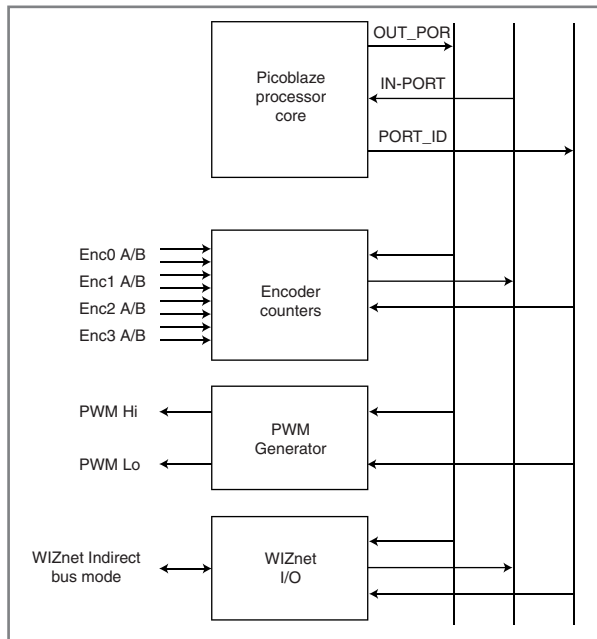 Picoblaze
processor
core
OUT_POR
IN-PORT
PORT_ID
Enc0 A/B
Enc1 A/B
Enc2 A/B
Enc3 A/B
Encoder
counters
PWM Hi
PWM Lo
PWM
Generator
WIZnet Indirect
bus mode
WIZnet
I/O